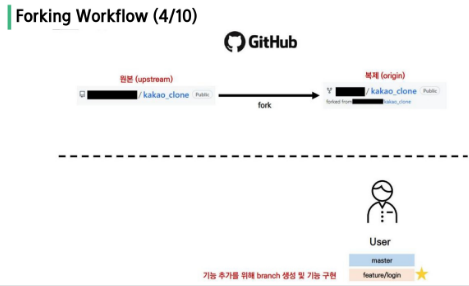 Forking Workflow (4/10)
GitHub
원본 (upstream)
복제 (origin)
/ kakao_clone Public
/ kakao_clone Public
forked from kakao_clone
fork
User
master
기능 추가를 위해 branch 생성 및 기능 구현
feature/login